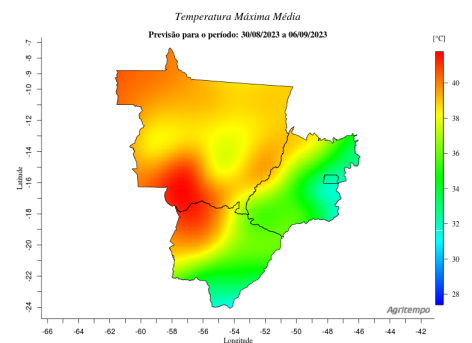 Temperatura Máxima Média
Previsão para o período: 30/08/2023 a 06/09/2023
[°C]
40
38
36
34
32
30
28
-7
-8
-9
-10
-12
-14
-16
-18
-20
-22
-24
Latitude
-66 -65 -64 -62 -60 -58 -56 -54 -52 -50 -48 -46 -44 -42
Longitude
Agritempo